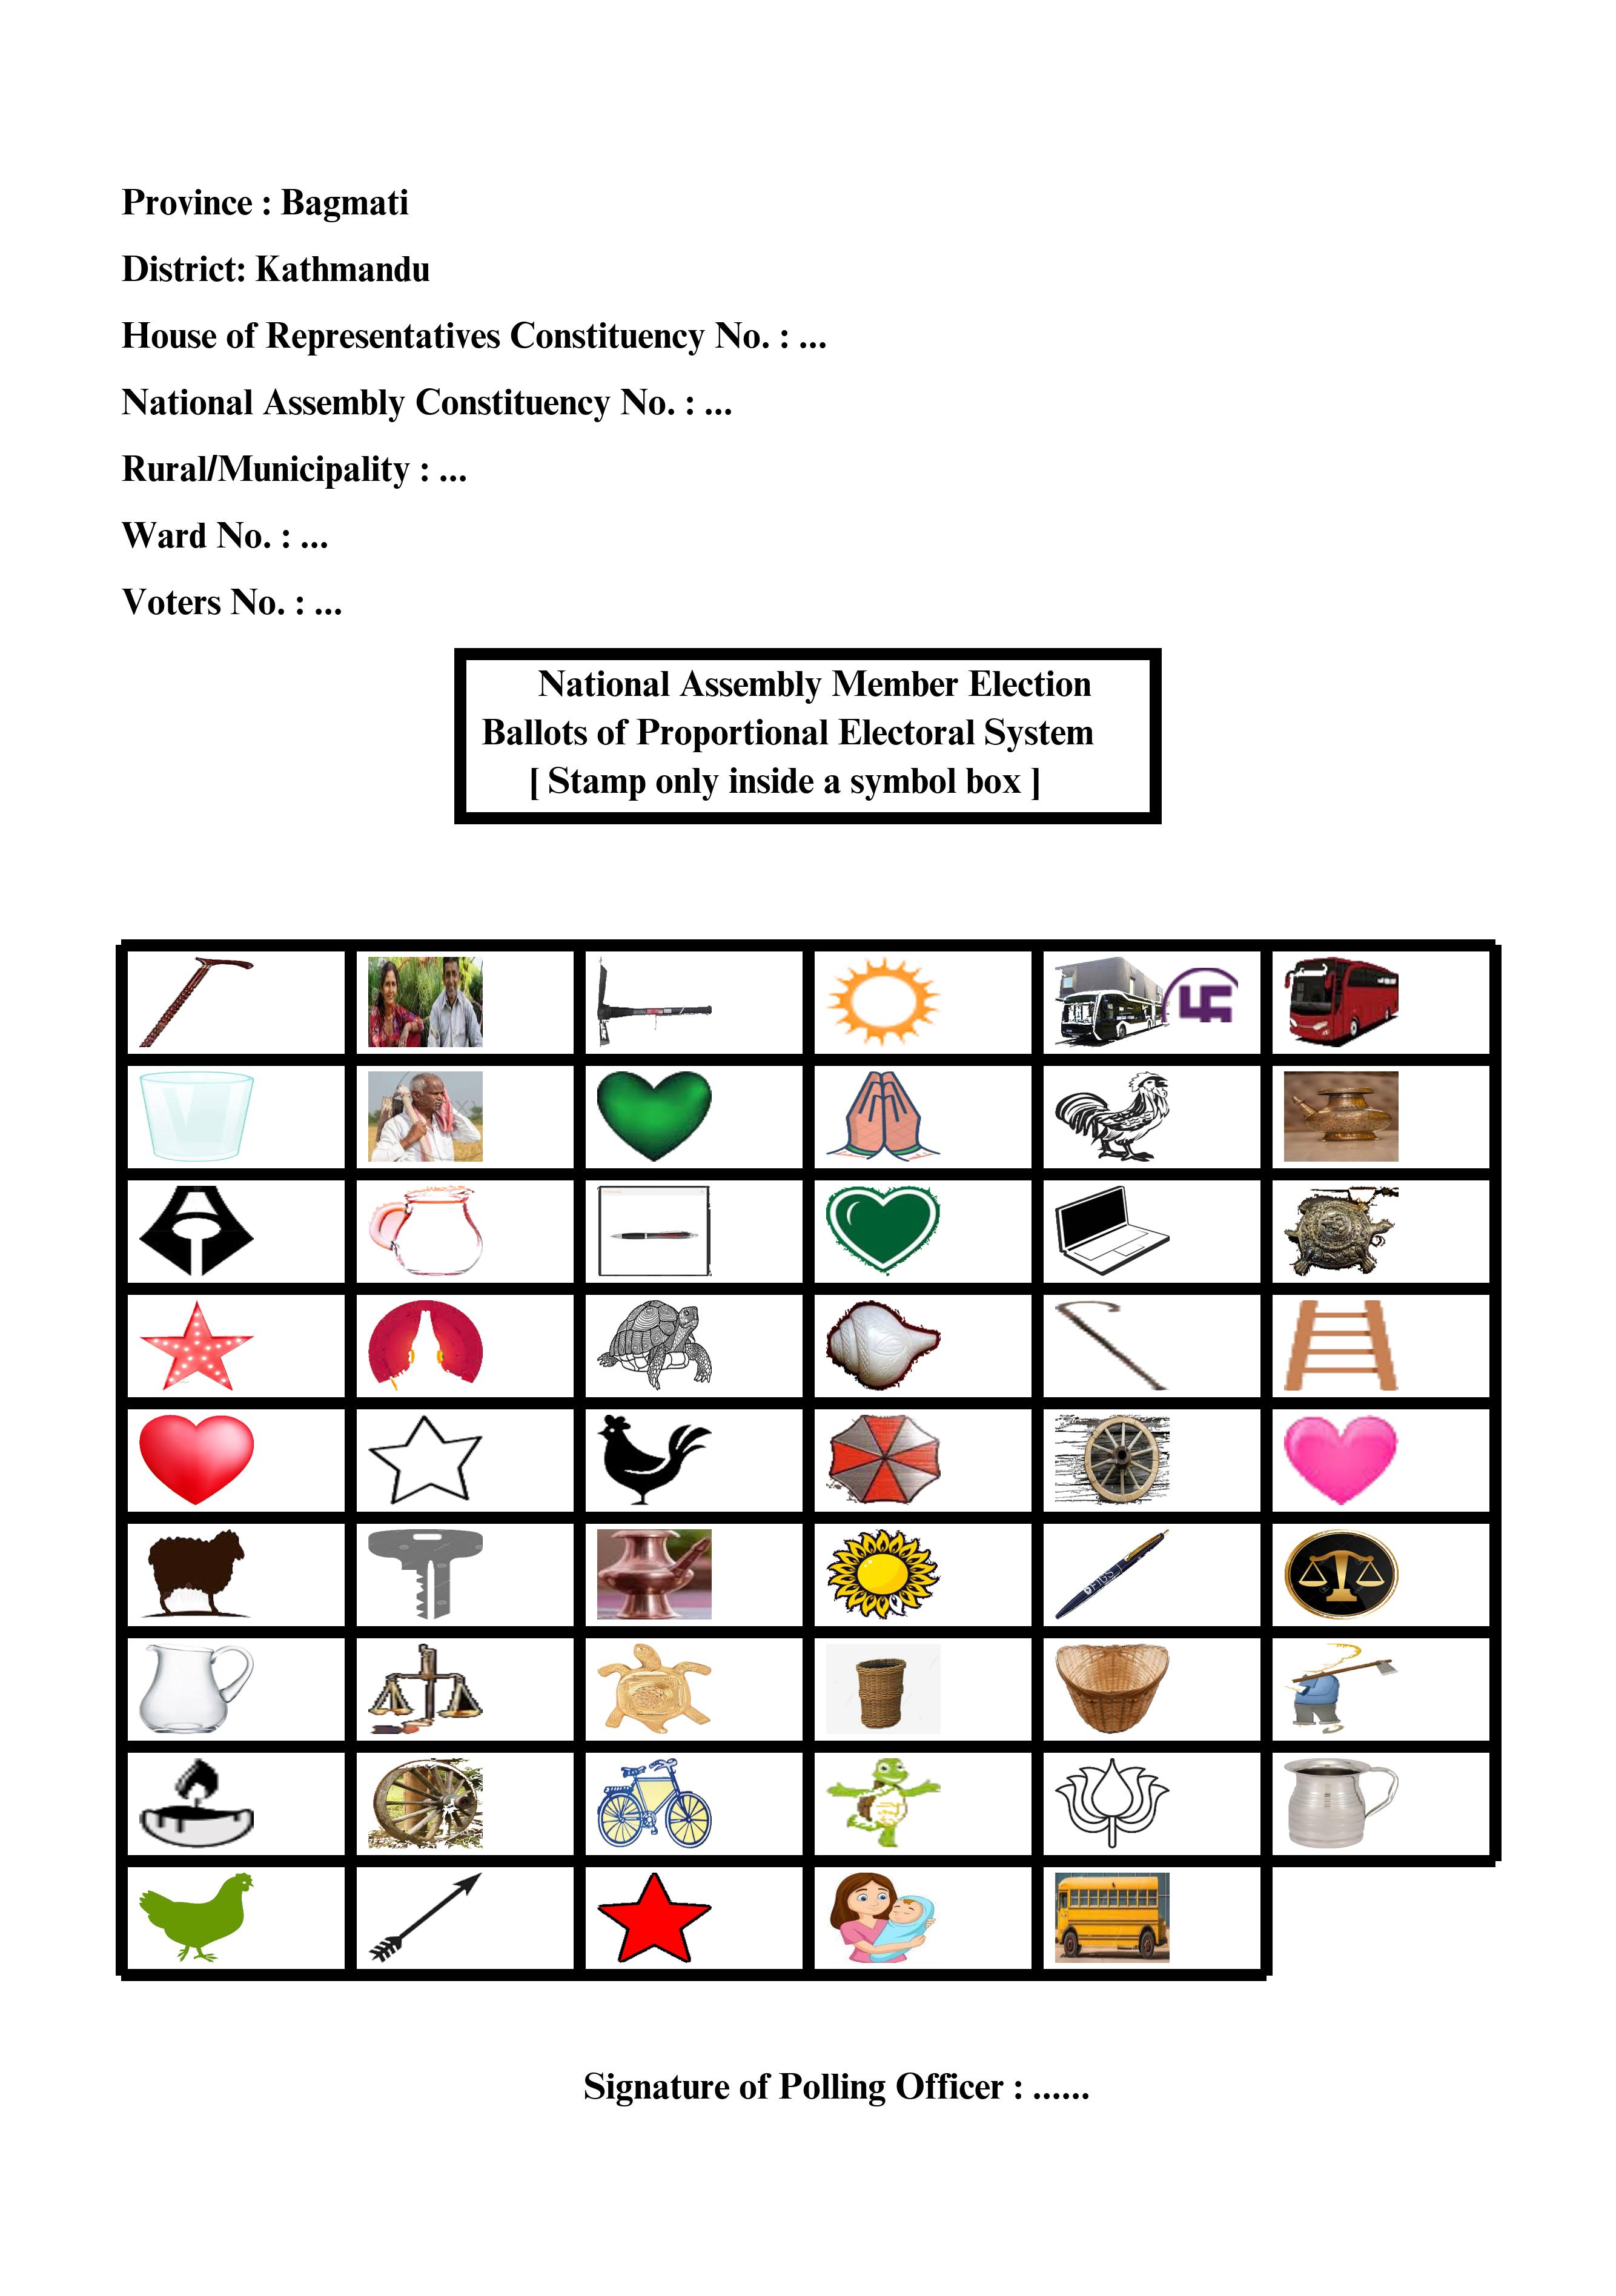 Province : Bagmati
District: Kathmandu
House of Representatives Constituency No. : ...
National Assembly Constituency No. : ...
Rural/Municipality : ...
Ward No. : ...
Voters No. : ...
National Assembly Member Election
Ballots of Proportional Electoral System
[ Stamp only inside a symbol box ]
Signature of Polling Officer : ......